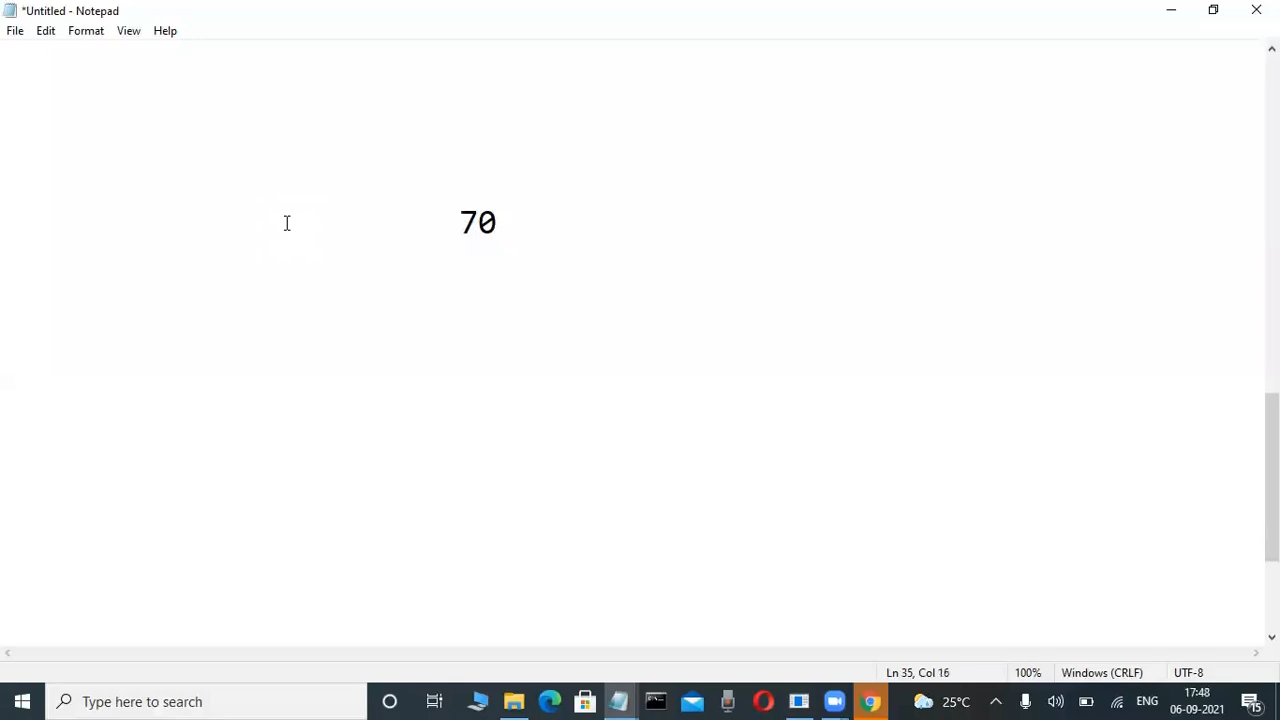 *Untitled - Notepad
File Edit Format View Help
70
Ln 35, Col 16 100% Windows (CRLF) UTF-8
Type here to search 25°C ENG 17:48
06-09-2021 15